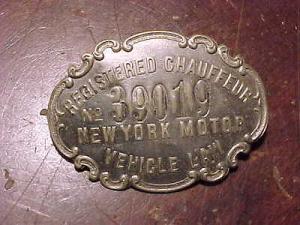 REGISTERED CHAUFFEUR
No 39019
NEW YORK MOTOR
VEHICLE LAW